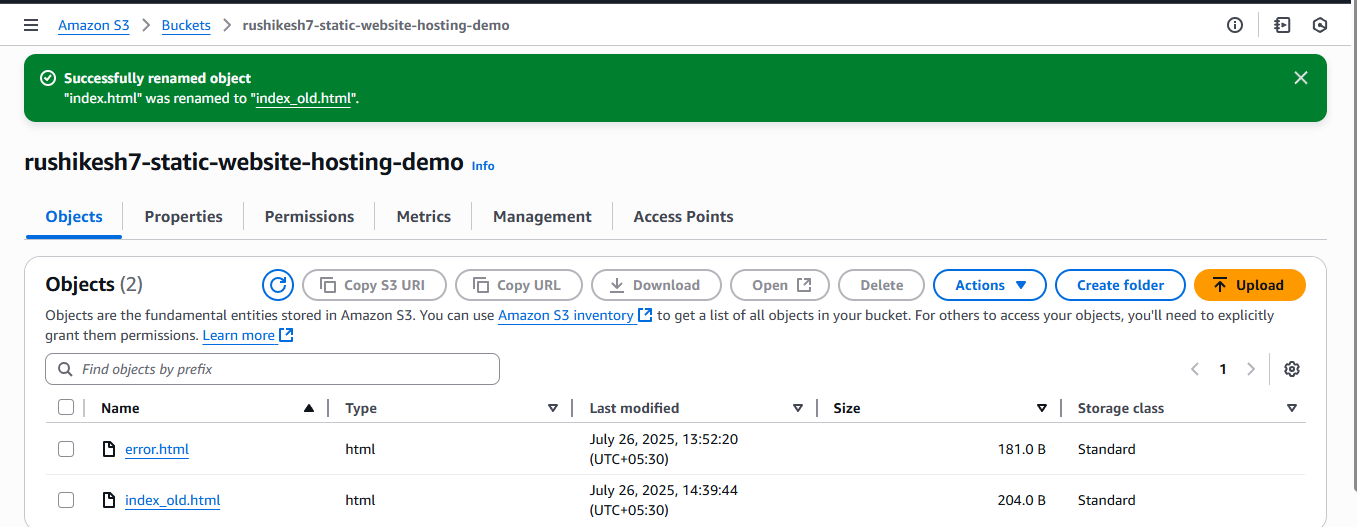 Amazon S3 > Buckets > rushikesh7-static-website-hosting-demo
Successfully renamed object
"index.html" was renamed to "index_old.html".
rushikesh7-static-website-hosting-demo Info
Objects Properties Permissions Metrics Management Access Points
Objects (2) Copy S3 URI Copy URL Download Open Delete Actions Create folder Upload
Objects are the fundamental entities stored in Amazon S3. You can use Amazon S3 inventory to get a list of all objects in your bucket. For others to access your objects, you'll need to explicitly
grant them permissions. Learn more
Find objects by prefix
1
Name Type Last modified Size Storage class
error.html html July 26, 2025, 13:52:20 (UTC+05:30) 181.0 B Standard
index_old.html html July 26, 2025, 14:39:44 (UTC+05:30) 204.0 B Standard